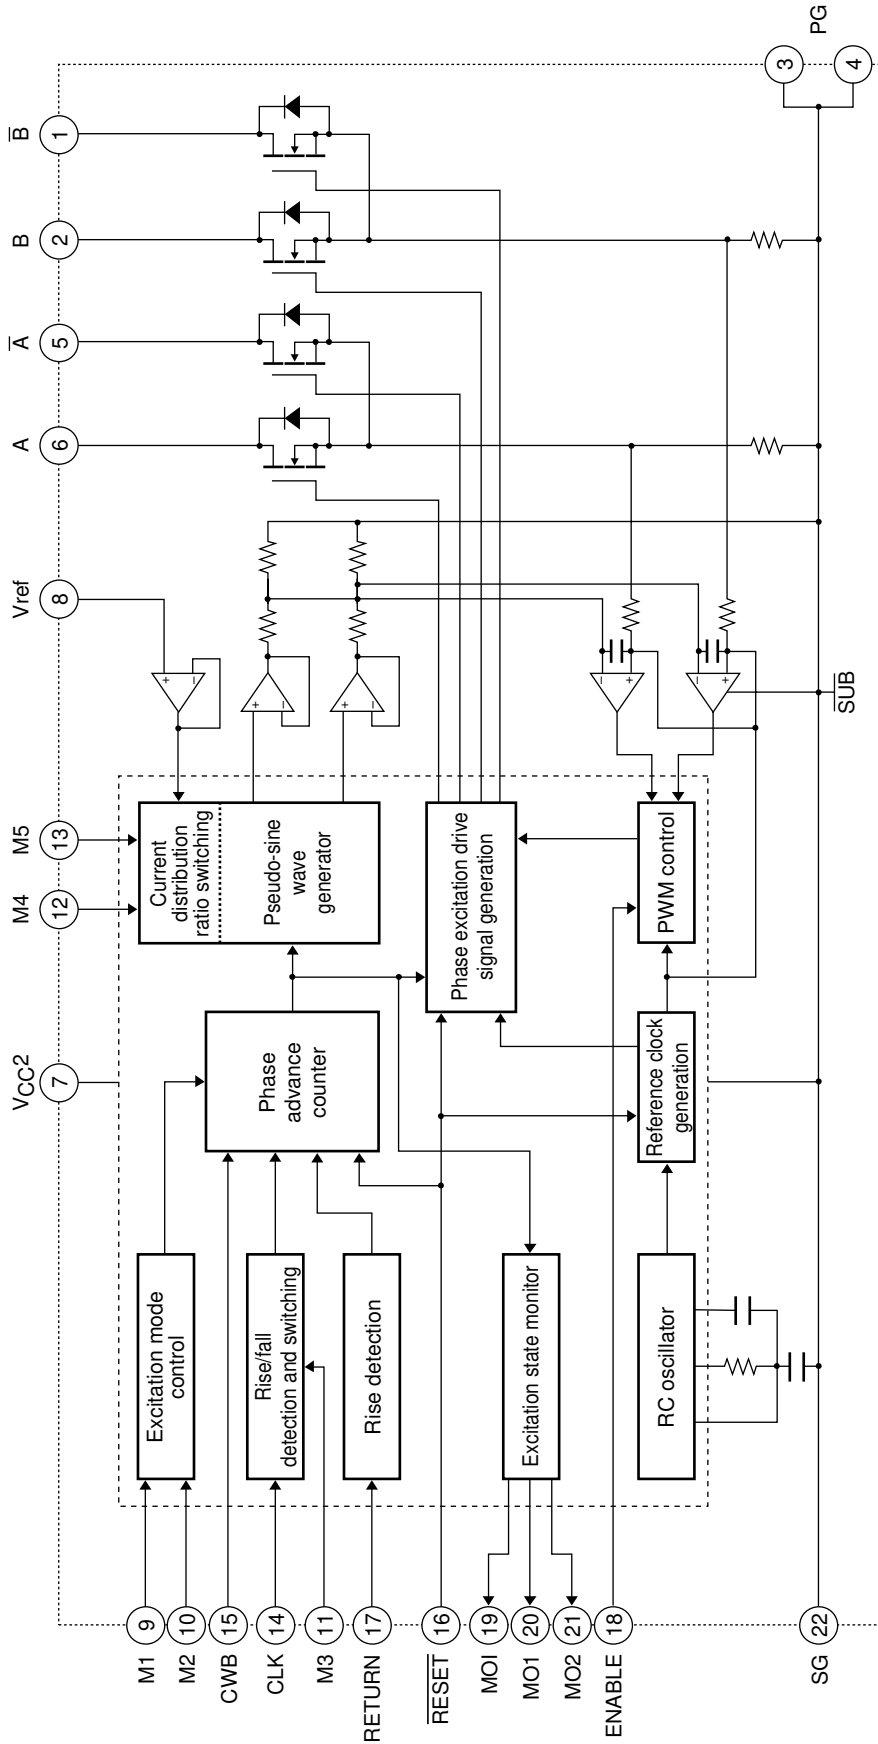 VCC2
7
M4
12
M5
13
Vref
8
A
6
A̅
5
B
2
B̅
1
M1
9
M2
10
CWB
15
CLK
14
M3
11
RETURN
17
R̅E̅S̅E̅T̅
16
MOI
19
MO1
20
MO2
21
ENABLE
18
SG
22
Excitation mode
control
Rise/fall
detection and switching
Rise detection
Phase
advance
counter
Current
distribution
ratio switching
Pseudo-sine
wave
generator
Phase excitation drive
signal generation
Excitation state monitor
RC oscillator
Reference clock
generation
PWM control
+
−
+
−
+
−
−
+
−
+
S̅U̅B̅
3
4
PG